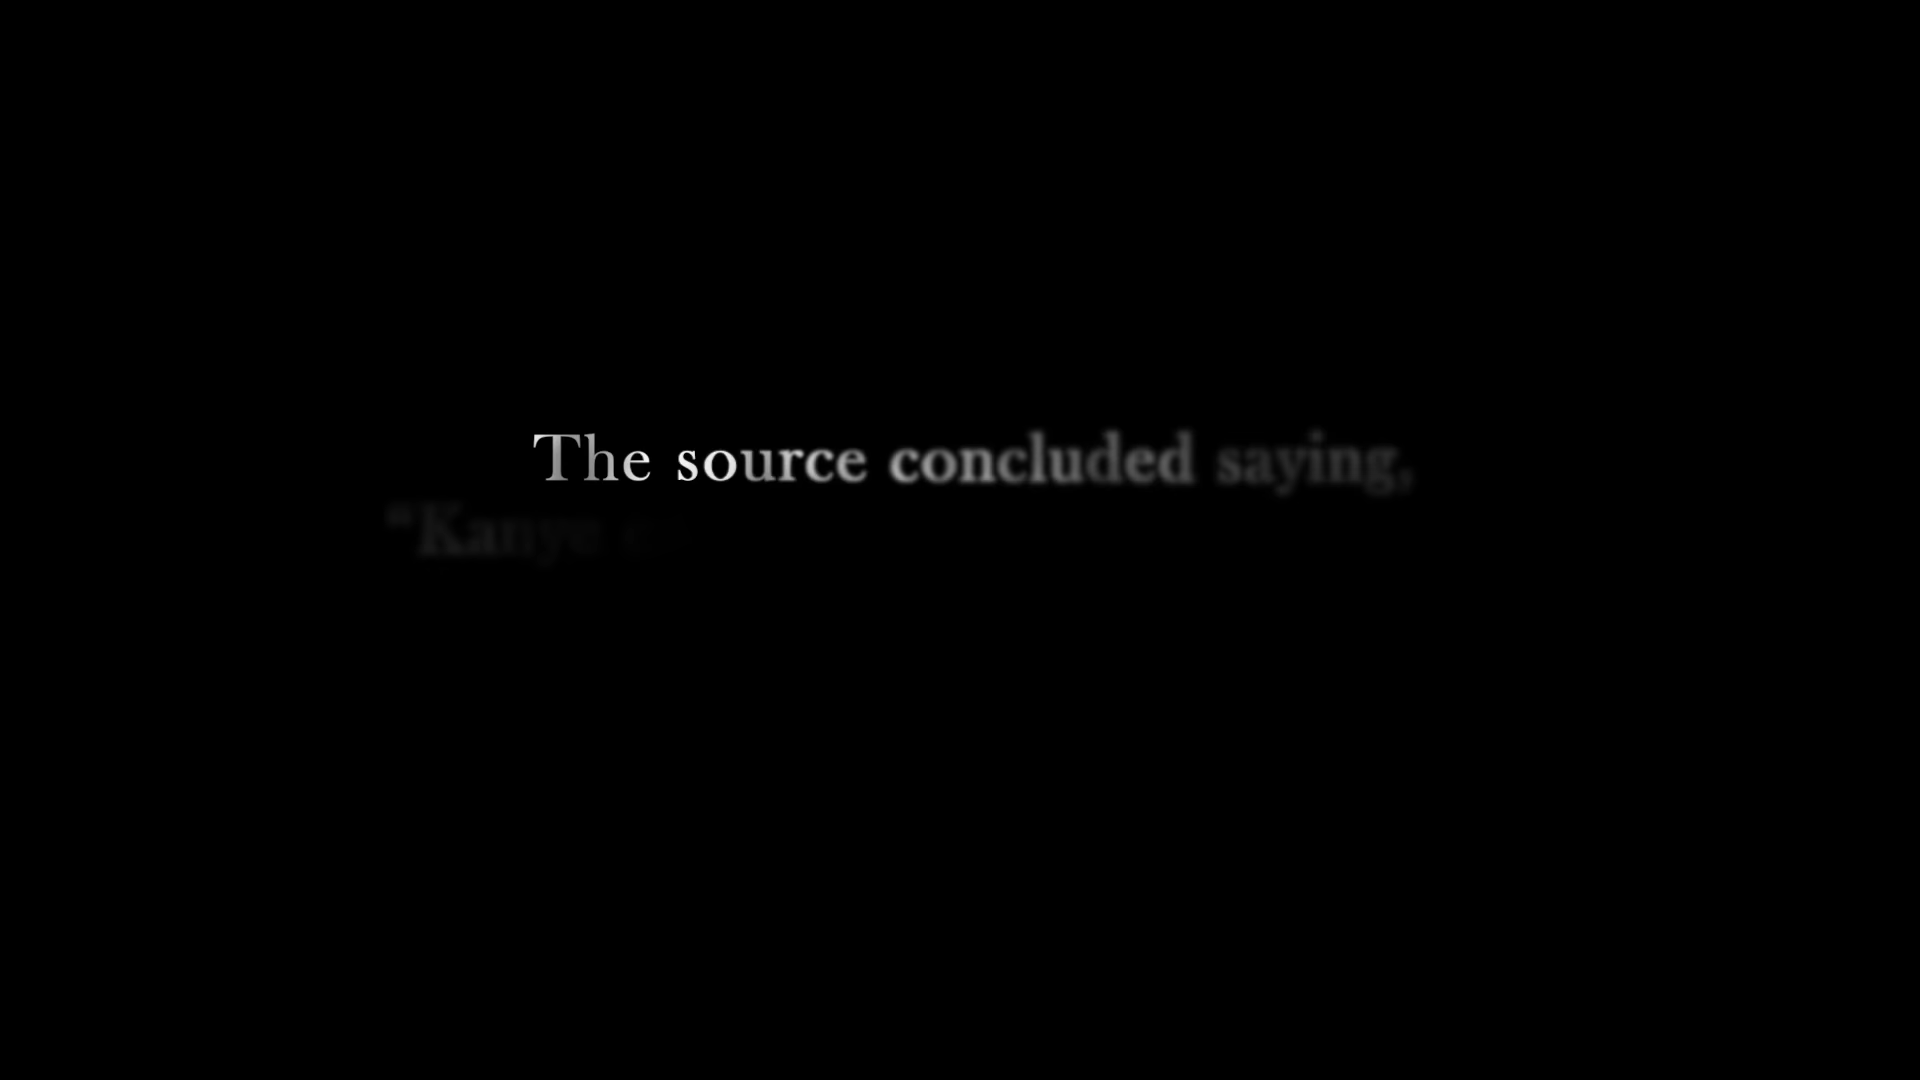 The source concluded saying,
“Kanye